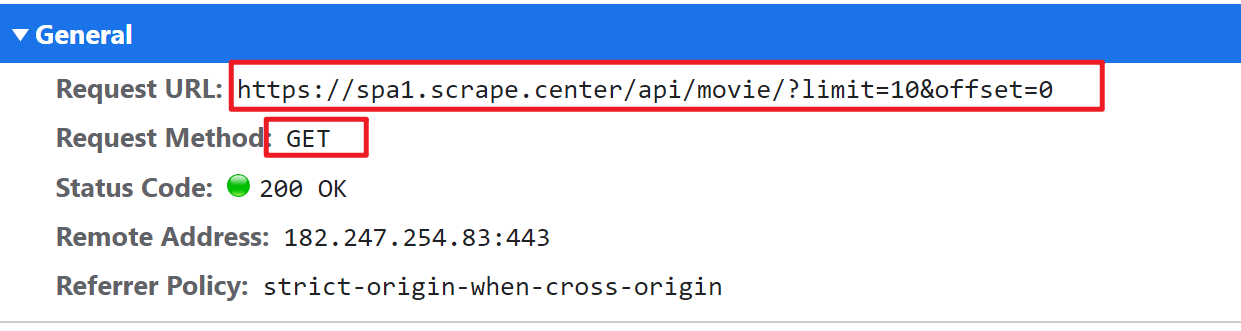 General
Request URL: https://spa1.scrape.center/api/movie/?limit=10&offset=0
Request Method: GET
Status Code: 200 OK
Remote Address: 182.247.254.83:443
Referrer Policy: strict-origin-when-cross-origin